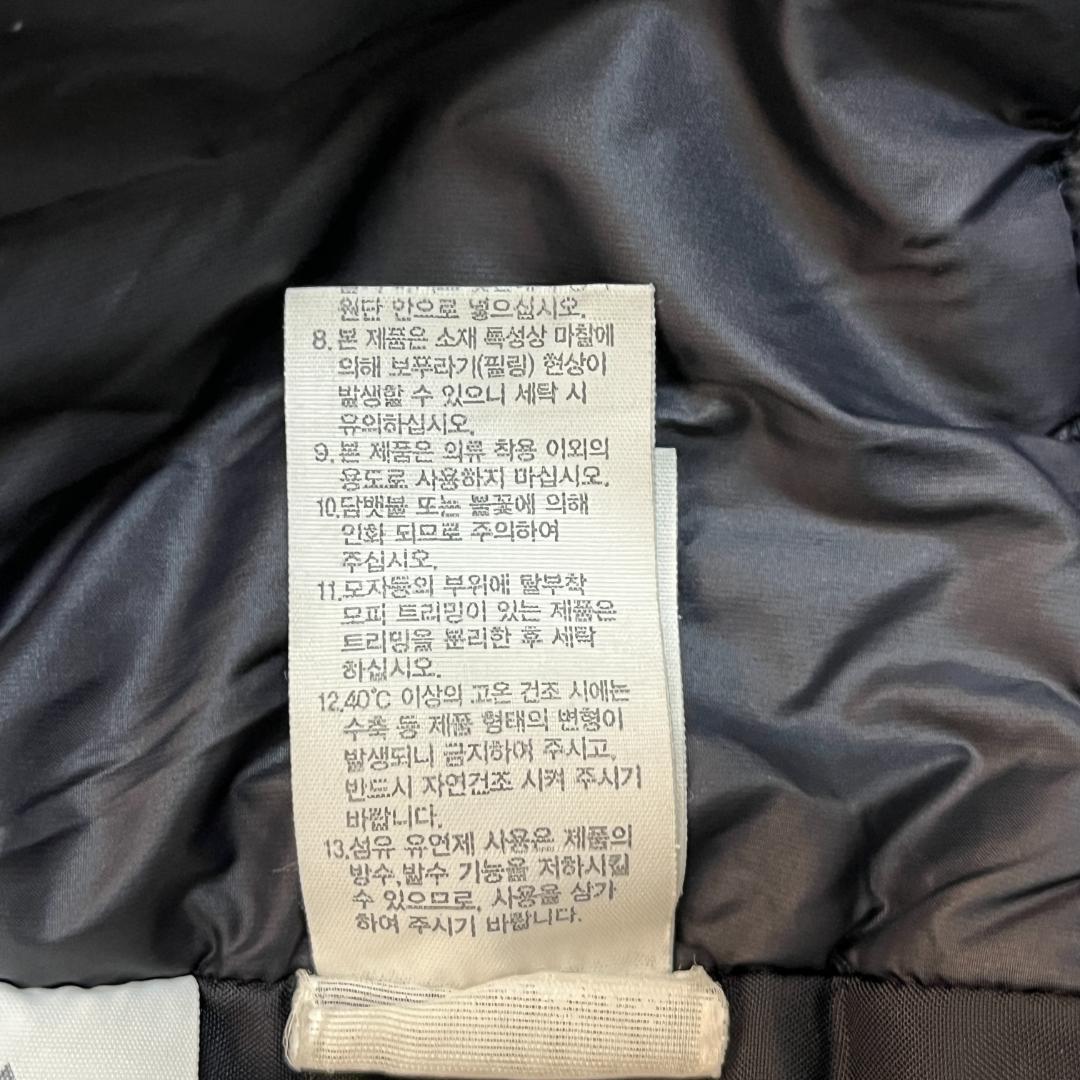 원단 안으로 넣으십시오.
8.본 제품은 소재 특성상 마찰에
의해 보푸라기(필링) 현상이
발생할 수 있으니 세탁 시
유의하십시오.
9.본 제품은 의류 착용 이외의
용도로 사용하지 마십시오.
10.담뱃불 또는 불꽃에 의해
인화 되므로 주의하여
주십시오.
11.모자등의 부위에 탈부착
모피 트리밍이 있는 제품은
트리밍을 분리한 후 세탁
하십시오.
12.40℃ 이상의 고온 건조 시에는
수축 등 제품 형태의 변형이
발생되니 금지하여 주시고,
반드시 자연건조 시켜 주시기
바랍니다.
13.섬유 유연제 사용은 제품의
방수,발수 기능을 저하시킬
수 있으므로, 사용을 삼가
하여 주시기 바랍니다.